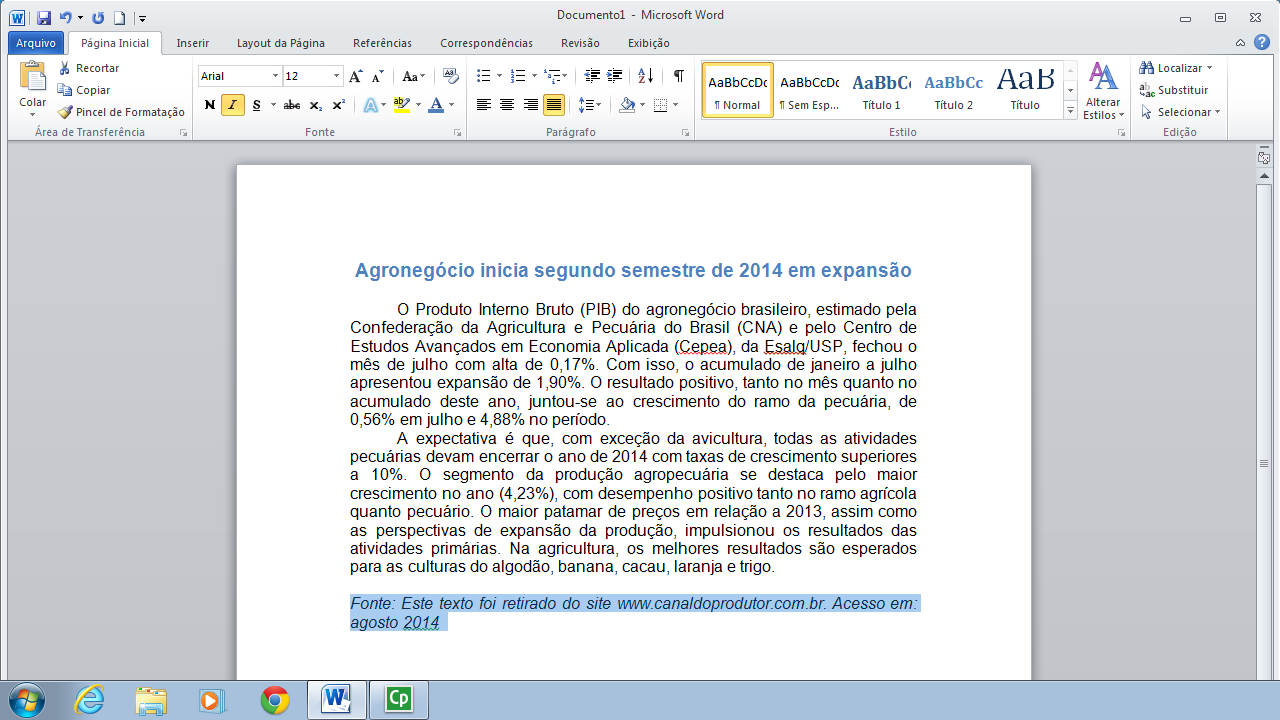 Documento1 - Microsoft Word
Arquivo Página Inicial Inserir Layout da Página Referências Correspondências Revisão Exibição
Colar
Recortar
Copiar
Pincel de Formatação
Área de Transferência
Arial 12
N I S abc x₂ x²
Fonte
Parágrafo
AaBbCcDc AaBbCcDc AaBbCc AaBbCc AaB
¶ Normal ¶ Sem Esp... Título 1 Título 2 Título
Alterar
Estilos
Estilo
Localizar
Substituir
Selecionar
Edição
Agronegócio inicia segundo semestre de 2014 em expansão
O Produto Interno Bruto (PIB) do agronegócio brasileiro, estimado pela
Confederação da Agricultura e Pecuária do Brasil (CNA) e pelo Centro de
Estudos Avançados em Economia Aplicada (Cepea), da Esalq/USP, fechou o
mês de julho com alta de 0,17%. Com isso, o acumulado de janeiro a julho
apresentou expansão de 1,90%. O resultado positivo, tanto no mês quanto no
acumulado deste ano, juntou-se ao crescimento do ramo da pecuária, de
0,56% em julho e 4,88% no período.
A expectativa é que, com exceção da avicultura, todas as atividades
pecuárias devam encerrar o ano de 2014 com taxas de crescimento superiores
a 10%. O segmento da produção agropecuária se destaca pelo maior
crescimento no ano (4,23%), com desempenho positivo tanto no ramo agrícola
quanto pecuário. O maior patamar de preços em relação a 2013, assim como
as perspectivas de expansão da produção, impulsionou os resultados das
atividades primárias. Na agricultura, os melhores resultados são esperados
para as culturas do algodão, banana, cacau, laranja e trigo.
Fonte: Este texto foi retirado do site www.canaldoprodutor.com.br. Acesso em:
agosto 2014
Cp